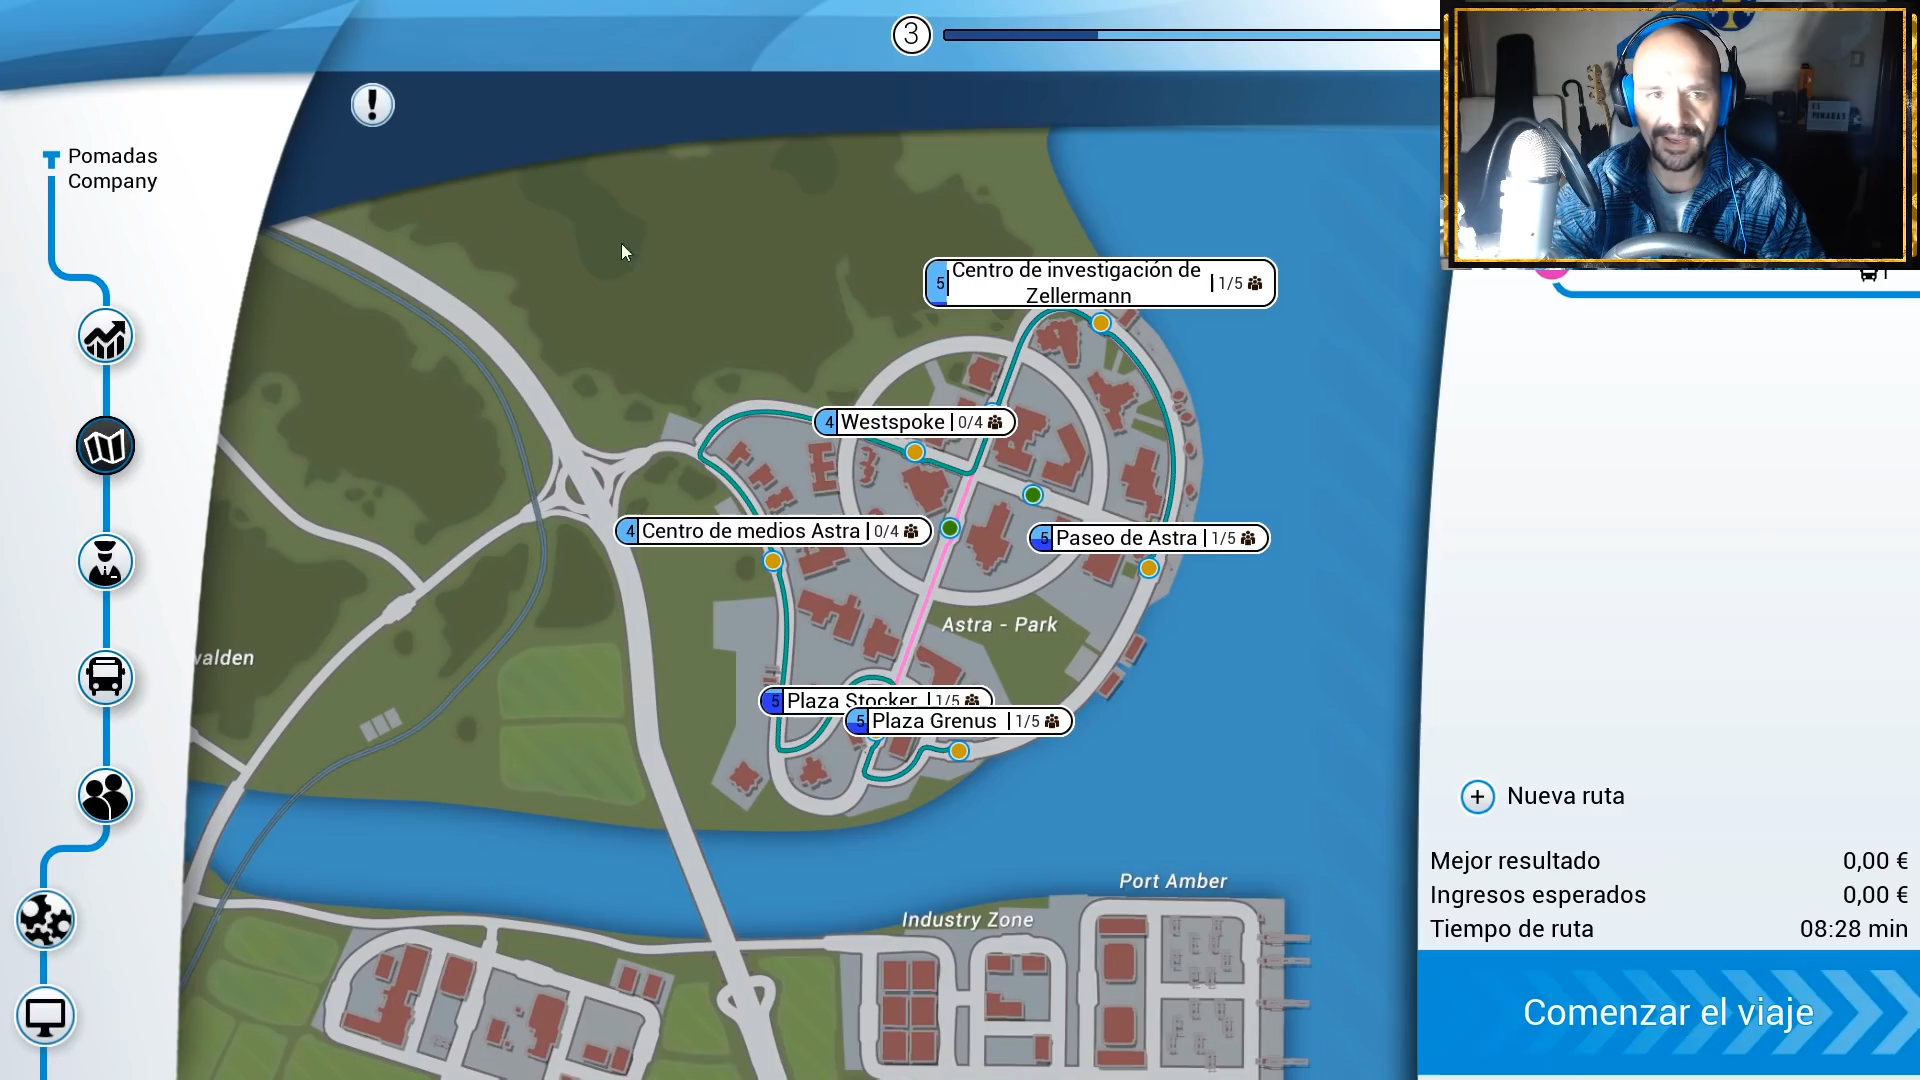 3
Pomadas
Company
5 Centro de investigación de
Zellermann 1/5
4 Westspoke 0/4
4 Centro de medios Astra 0/4
5 Paseo de Astra 1/5
Astra - Park
5 Plaza Stocker 1/5
5 Plaza Grenus 1/5
Port Amber
Industry Zone
Nueva ruta
Mejor resultado 0,00 €
Ingresos esperados 0,00 €
Tiempo de ruta 08:28 min
Comenzar el viaje